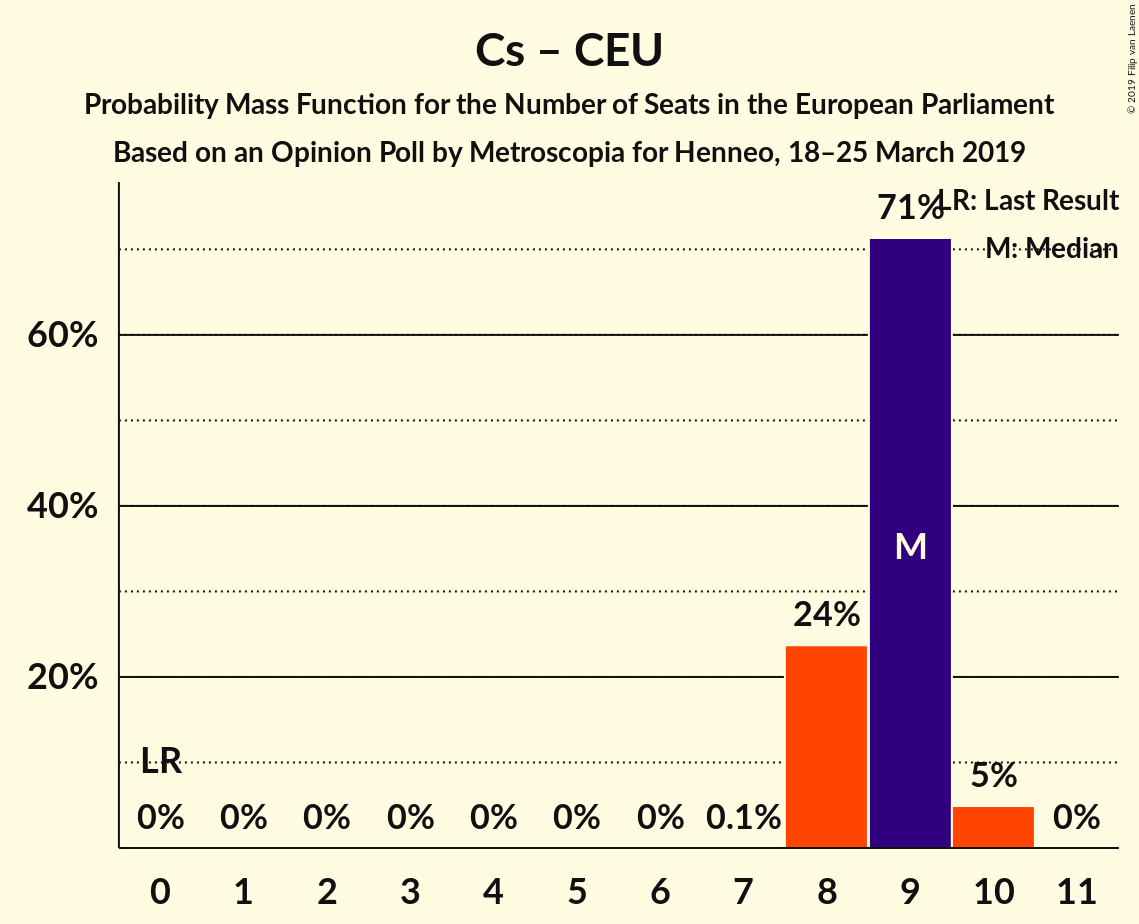 Cs – CEU
Probability Mass Function for the Number of Seats in the European Parliament
Based on an Opinion Poll by Metroscopia for Henneo, 18–25 March 2019
© 2019 Filip van Laenen
LR: Last Result
M: Median
71%
60%
40%
M
24%
20%
LR
5%
0% 0% 0% 0% 0% 0% 0% 0.1% 0%
0 1 2 3 4 5 6 7 8 9 10 11